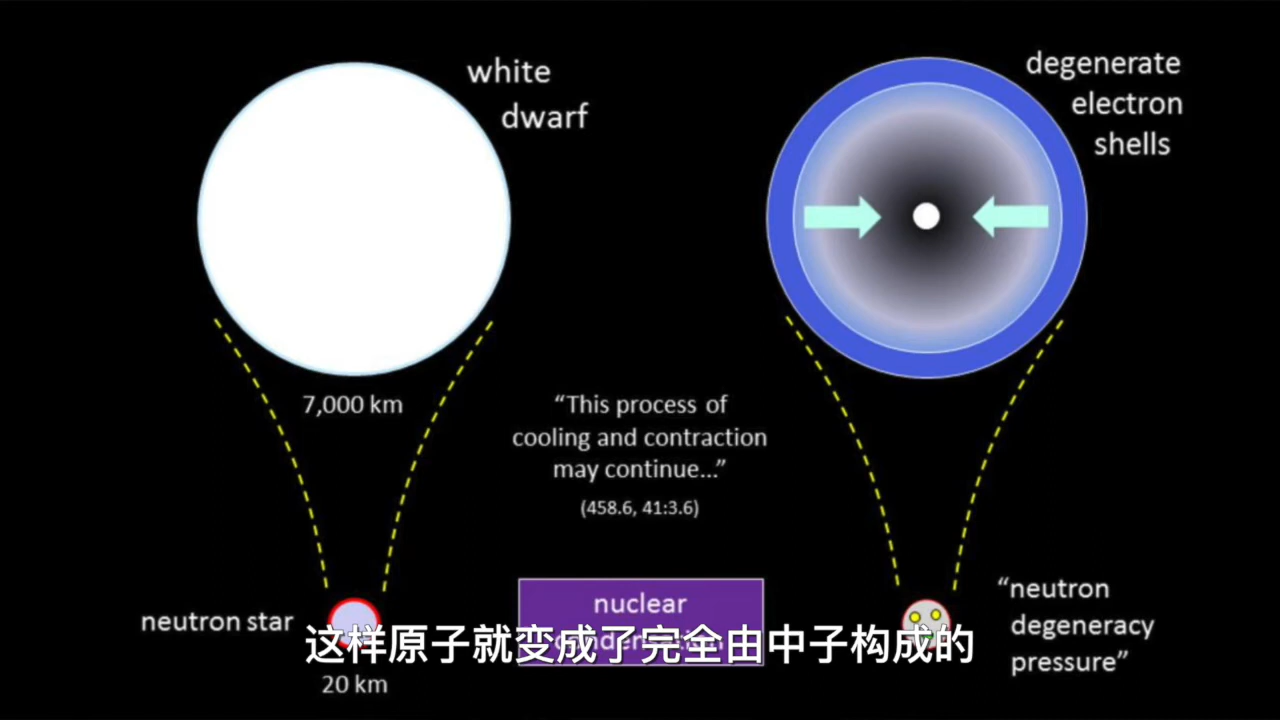 white
dwarf
degenerate
electron
shells
7,000 km
“This process of
cooling and contraction
may continue...”
(458.6, 41:3.6)
neutron star
20 km
nuclear
这样原子就变成了完全由中子构成的
“neutron
degeneracy
pressure”